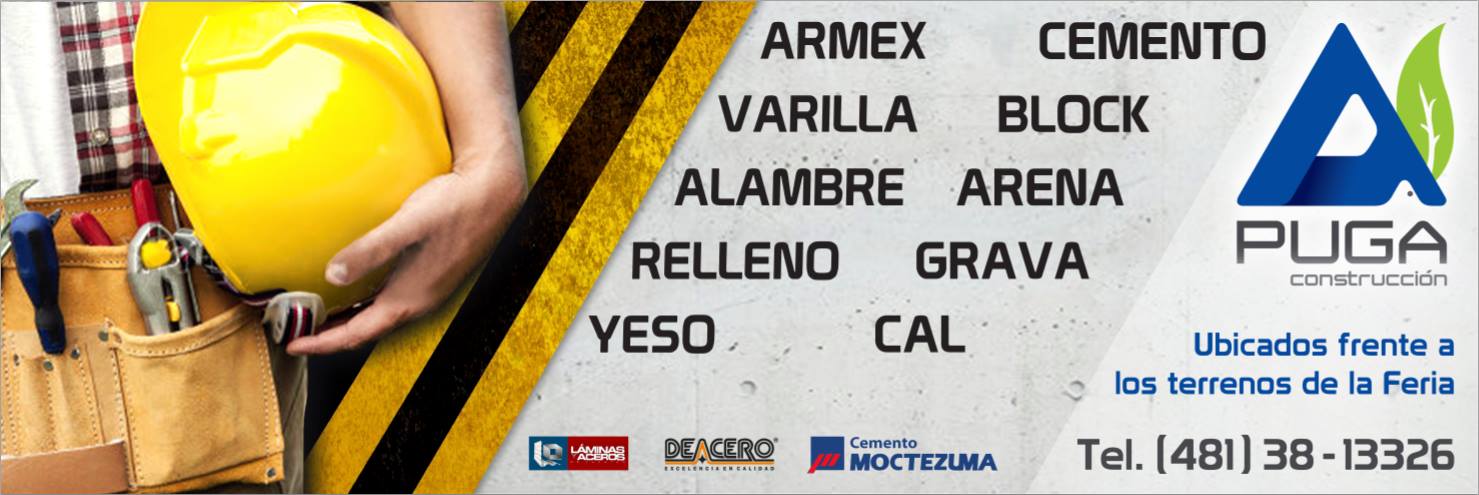 ARMEX CEMENTO
VARILLA BLOCK
ALAMBRE ARENA
RELLENO GRAVA
YESO CAL
PUGA
construcción
Ubicados frente a
los terrenos de la Feria
LÁMINAS
Y ACEROS
DEACERO®
EXCELENCIA EN CALIDAD
Cemento
MOCTEZUMA
Tel. (481) 38 - 13326